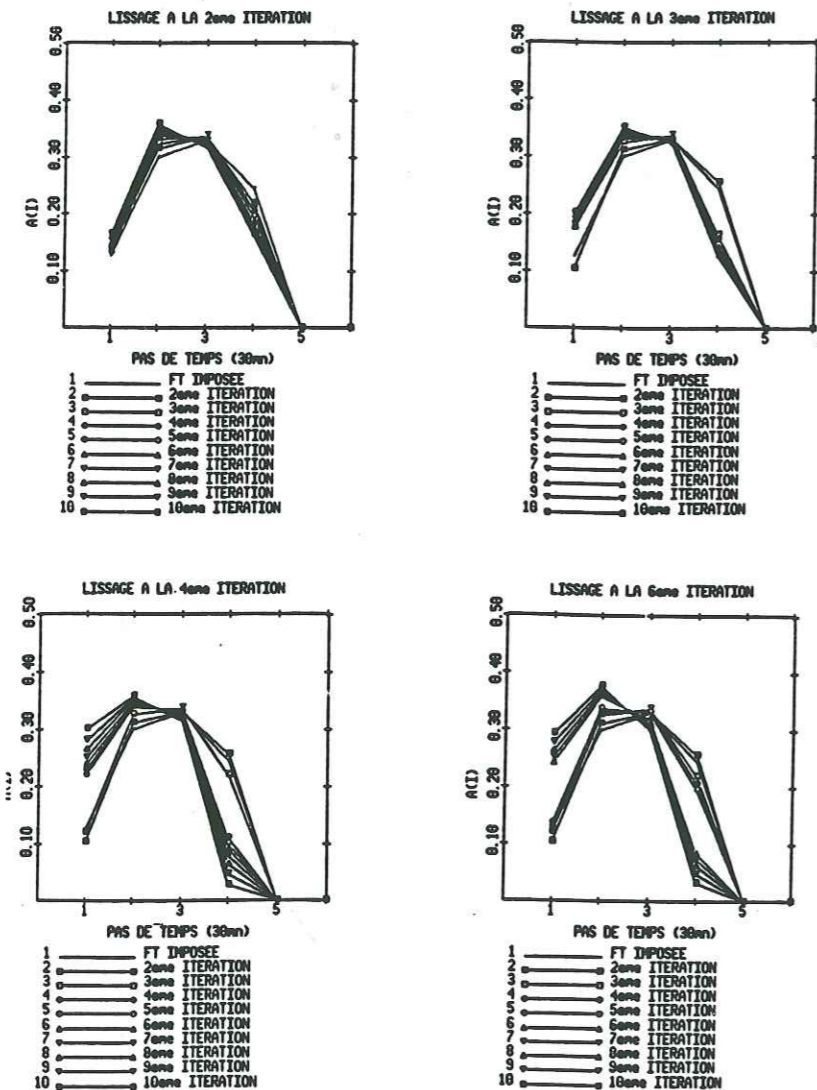 LISSAGE A LA 2eme ITERATION
0.50
0.40
0.30
0.20
0.10
A(I)
1 3 5
PAS DE TEMPS (30mn)
1 FT IMPOSEE
2 2eme ITERATION
3 3eme ITERATION
4 4eme ITERATION
5 5eme ITERATION
6 6eme ITERATION
7 7eme ITERATION
8 8eme ITERATION
9 9eme ITERATION
10 10eme ITERATION
LISSAGE A LA 3eme ITERATION
0.50
0.40
0.30
0.20
0.10
A(I)
1 3 5
PAS DE TEMPS (30mn)
1 FT IMPOSEE
2 2eme ITERATION
3 3eme ITERATION
4 4eme ITERATION
5 5eme ITERATION
6 6eme ITERATION
7 7eme ITERATION
8 8eme ITERATION
9 9eme ITERATION
10 10eme ITERATION
LISSAGE A LA 4eme ITERATION
0.50
0.40
0.30
0.20
0.10
1 3 5
PAS DE TEMPS (30mn)
1 FT IMPOSEE
2 2eme ITERATION
3 3eme ITERATION
4 4eme ITERATION
5 5eme ITERATION
6 6eme ITERATION
7 7eme ITERATION
8 8eme ITERATION
9 9eme ITERATION
10 10eme ITERATION
LISSAGE A LA 6eme ITERATION
0.50
0.40
0.30
0.20
0.10
A(I)
1 3 5
PAS DE TEMPS (30mn)
1 FT IMPOSEE
2 2eme ITERATION
3 3eme ITERATION
4 4eme ITERATION
5 5eme ITERATION
6 6eme ITERATION
7 7eme ITERATION
8 8eme ITERATION
9 9eme ITERATION
10 10eme ITERATION